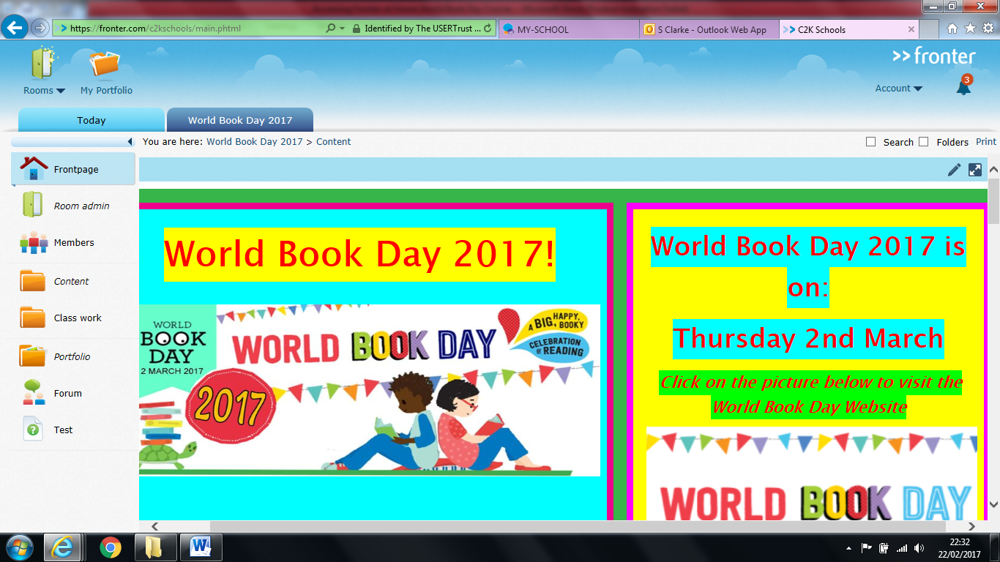 https://fronter.com/c2kschools/main.phtml
Identified by The USERTrust ...
MY-SCHOOL
S Clarke - Outlook Web App
C2K Schools
Rooms
My Portfolio
>> fronter
Account
3
Today
World Book Day 2017
You are here: World Book Day 2017 > Content
Search
Folders
Print
Frontpage
Room admin
Members
Content
Class work
Portfolio
Forum
Test
World Book Day 2017!
WORLD
BOOK
DAY
2 MARCH 2017
WORLD BOOK DAY
A BIG, HAPPY,
BOOKY
CELEBRATION
OF READING
2017
World Book Day 2017 is
on:
Thursday 2nd March
Click on the picture below to visit the
World Book Day Website
WORLD BOOK DAY
22:32
22/02/2017